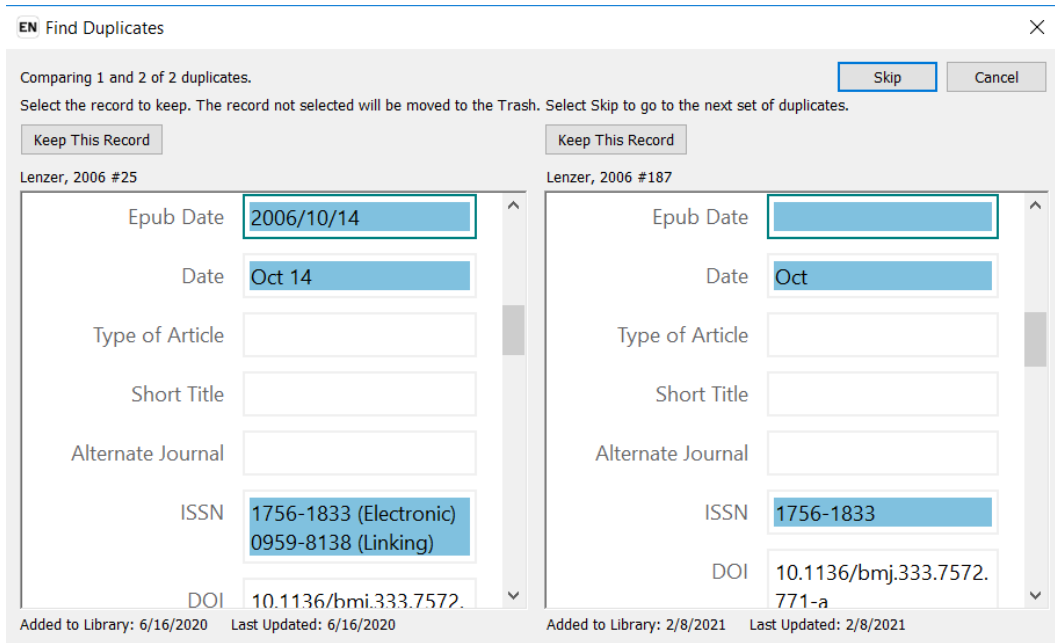 EN Find Duplicates
Comparing 1 and 2 of 2 duplicates.
Skip
Cancel
Select the record to keep. The record not selected will be moved to the Trash. Select Skip to go to the next set of duplicates.
Keep This Record
Lenzer, 2006 #25
Epub Date 2006/10/14
Date Oct 14
Type of Article
Short Title
Alternate Journal
ISSN 1756-1833 (Electronic)
0959-8138 (Linking)
DOI 10.1136/bmj.333.7572.
Added to Library: 6/16/2020 Last Updated: 6/16/2020
Keep This Record
Lenzer, 2006 #187
Epub Date
Date Oct
Type of Article
Short Title
Alternate Journal
ISSN 1756-1833
DOI 10.1136/bmj.333.7572.
771-a
Added to Library: 2/8/2021 Last Updated: 2/8/2021